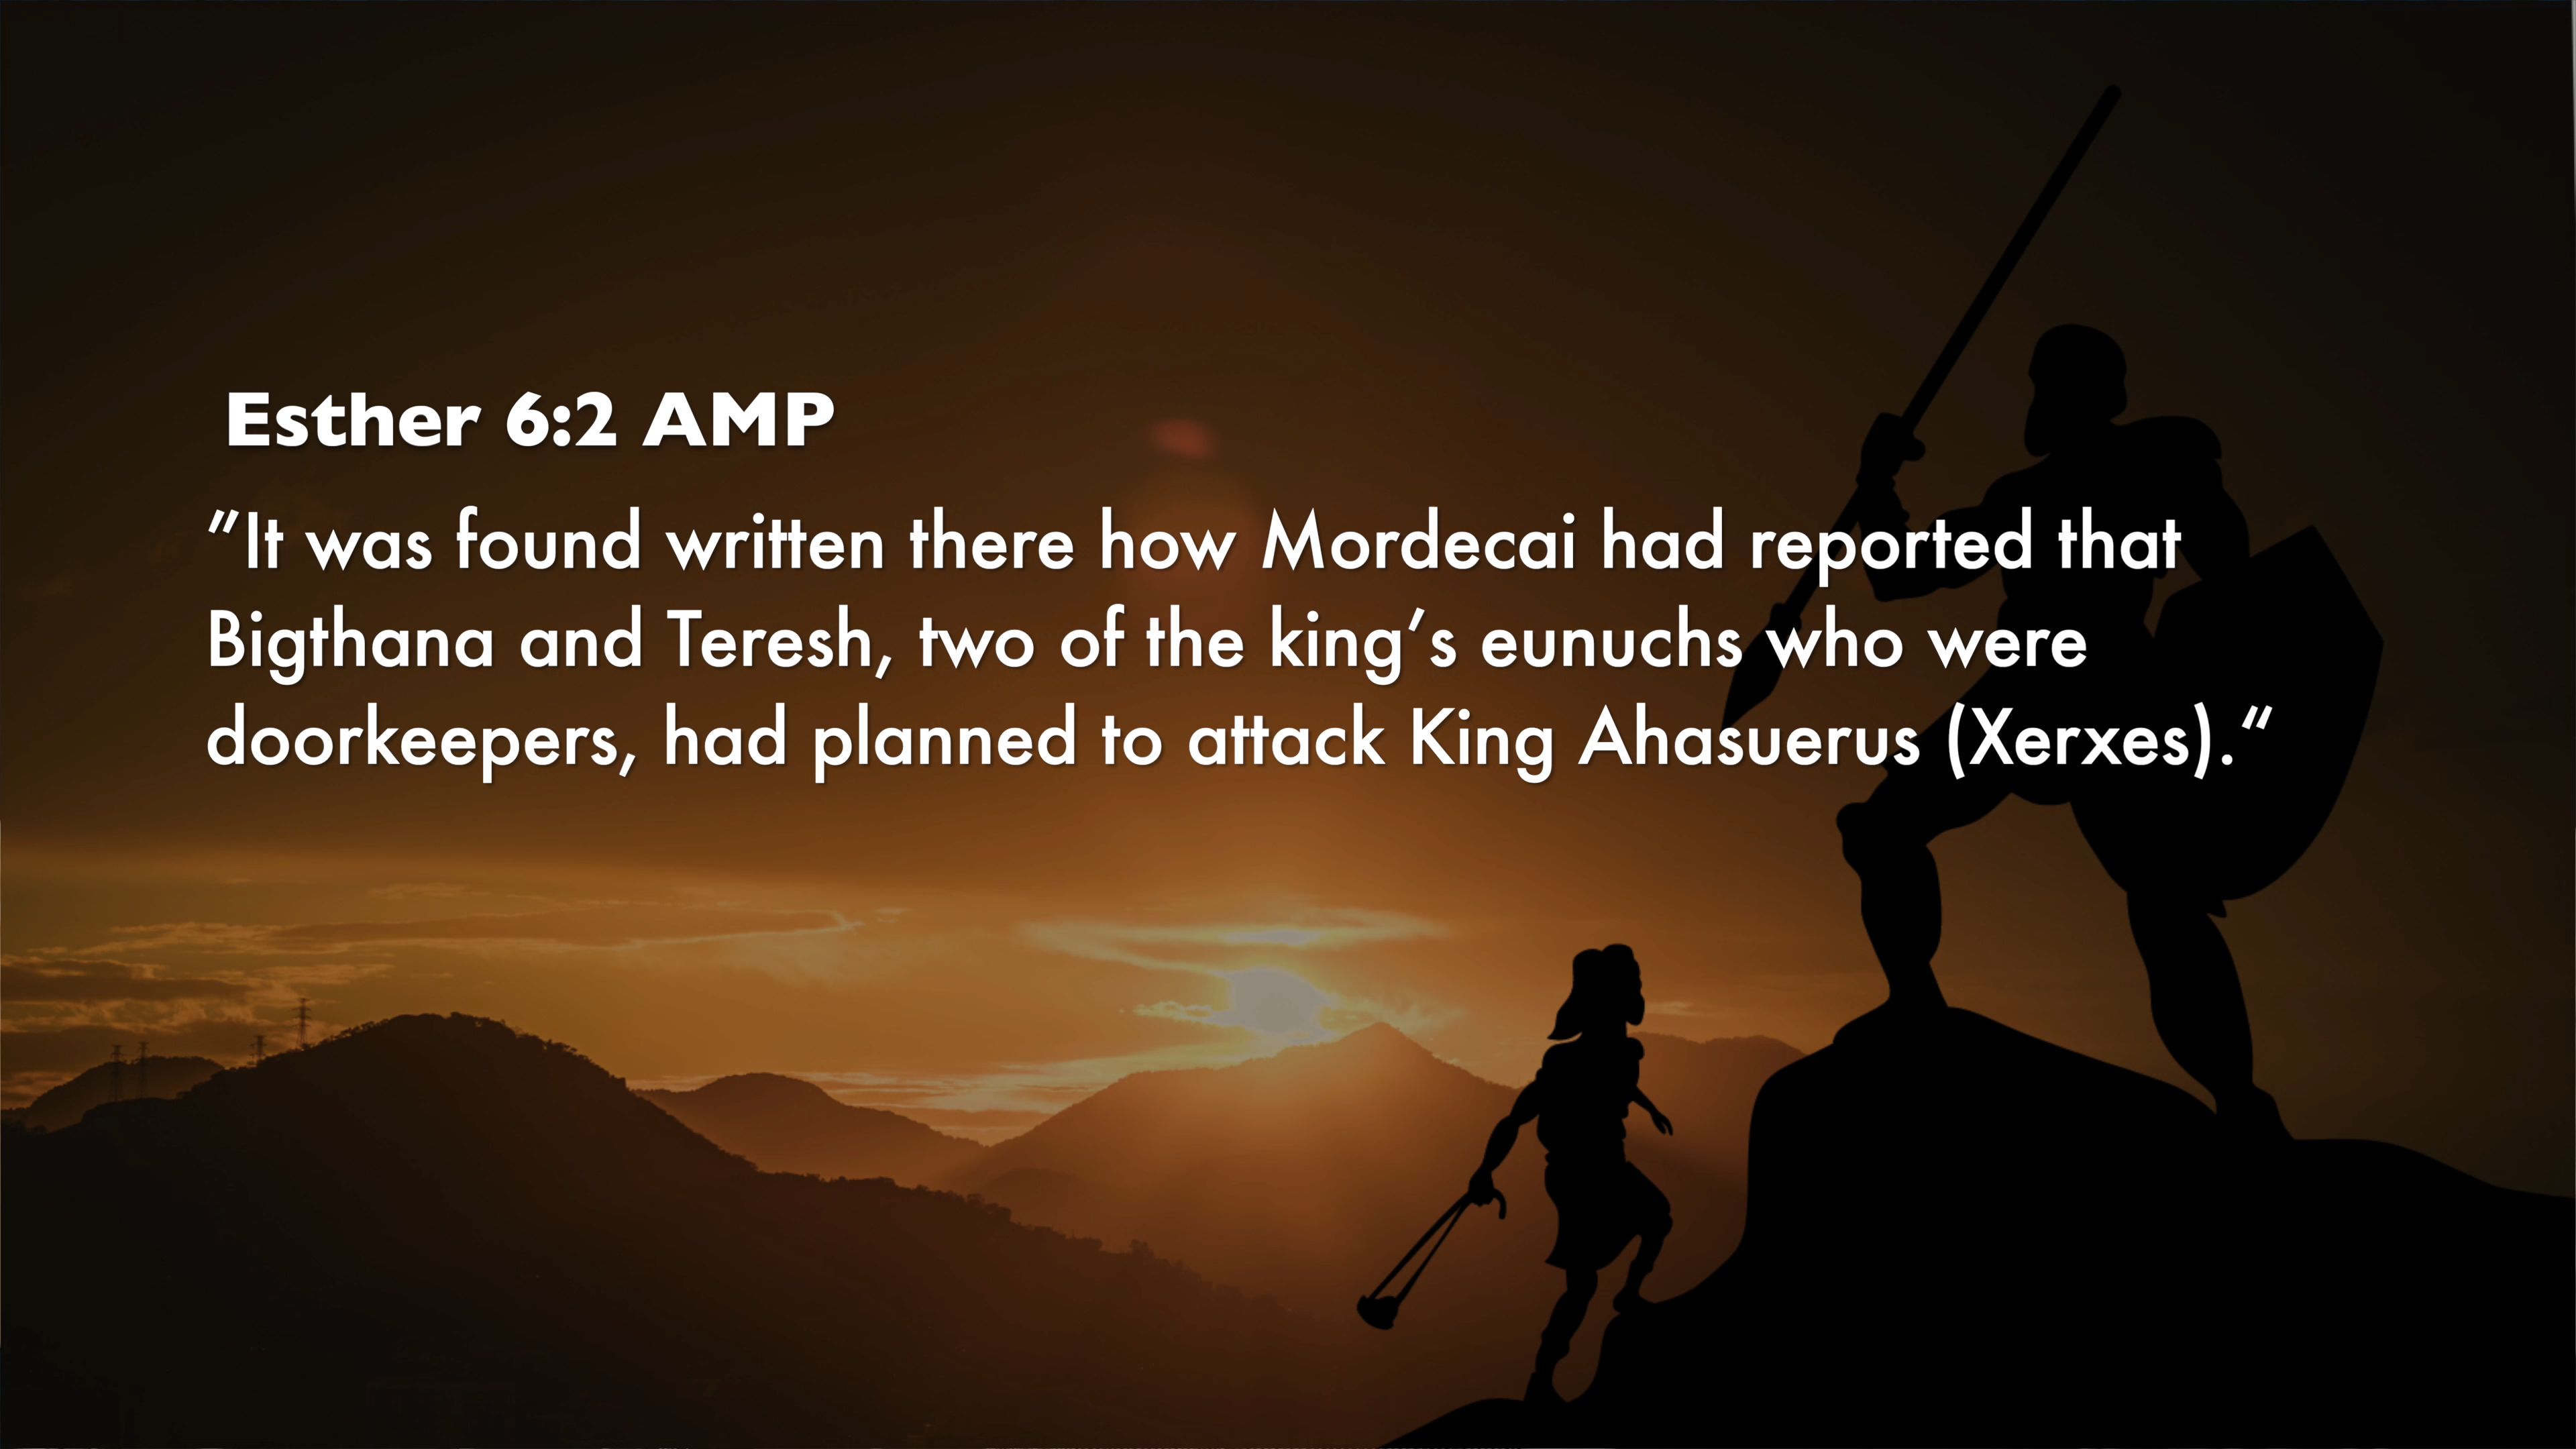 Esther 6:2 AMP
"It was found written there how Mordecai had reported that
Bigthana and Teresh, two of the king’s eunuchs who were
doorkeepers, had planned to attack King Ahasuerus (Xerxes).“